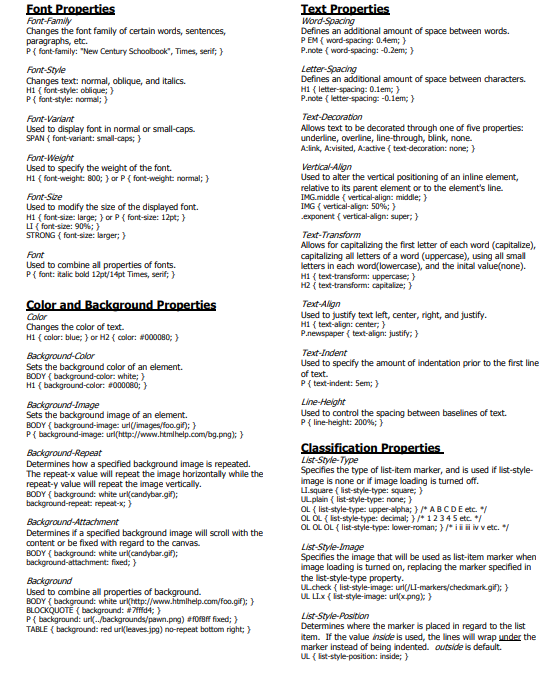 Font Properties
Font-Family
Changes the font family of certain words, sentences,
paragraphs, etc.
P { font-family: "New Century Schoolbook", Times, serif; }
Font-Style
Changes text: normal, oblique, and italics.
H1 { font-style: oblique; }
P { font-style: normal; }
Font-Variant
Used to display font in normal or small-caps.
SPAN { font-variant: small-caps; }
Font-Weight
Used to specify the weight of the font.
H1 { font-weight: 800; } or P { font-weight: normal; }
Font-Size
Used to modify the size of the displayed font.
H1 { font-size: large; } or P { font-size: 12pt; }
LI { font-size: 90%; }
STRONG { font-size: larger; }
Font
Used to combine all properties of fonts.
P { font: italic bold 12pt/14pt Times, serif; }
Color and Background Properties
Color
Changes the color of text.
H1 { color: blue; } or H2 { color: #000080; }
Background-Color
Sets the background color of an element.
BODY { background-color: white; }
H1 { background-color: #000080; }
Background-Image
Sets the background image of an element.
BODY { background-image: url(/images/foo.gif); }
P { background-image: url(http://www.htmlhelp.com/bg.png); }
Background-Repeat
Determines how a specified background image is repeated.
The repeat-x value will repeat the image horizontally while the
repeat-y value will repeat the image vertically.
BODY { background: white url(candybar.gif);
background-repeat: repeat-x; }
Background-Attachment
Determines if a specified background image will scroll with the
content or be fixed with regard to the canvas.
BODY { background: white url(candybar.gif);
background-attachment: fixed; }
Background
Used to combine all properties of background.
BODY { background: white url(http://www.htmlhelp.com/foo.gif); }
BLOCKQUOTE { background: #7fffd4; }
P { background: url(../backgrounds/pawn.png) #f0f8ff fixed; }
TABLE { background: red url(leaves.jpg) no-repeat bottom right; }
Text Properties
Word-Spacing
Defines an additional amount of space between words.
P EM { word-spacing: 0.4em; }
P.note { word-spacing: -0.2em; }
Letter-Spacing
Defines an additional amount of space between characters.
H1 { letter-spacing: 0.1em; }
P.note { letter-spacing: -0.1em; }
Text-Decoration
Allows text to be decorated through one of five properties:
underline, overline, line-through, blink, none.
A:link, A:visited, A:active { text-decoration: none; }
Vertical-Align
Used to alter the vertical positioning of an inline element,
relative to its parent element or to the element's line.
IMG.middle { vertical-align: middle; }
IMG { vertical-align: 50%; }
.exponent { vertical-align: super; }
Text-Transform
Allows for capitalizing the first letter of each word (capitalize),
capitalizing all letters of a word (uppercase), using all small
letters in each word(lowercase), and the inital value(none).
H1 { text-transform: uppercase; }
H2 { text-transform: capitalize; }
Text-Align
Used to justify text left, center, right, and justify.
H1 { text-align: center; }
P.newspaper { text-align: justify; }
Text-Indent
Used to specify the amount of indentation prior to the first line
of text.
P { text-indent: 5em; }
Line-Height
Used to control the spacing between baselines of text.
P { line-height: 200%; }
Classification Properties
List-Style-Type
Specifies the type of list-item marker, and is used if list-style-
image is none or if image loading is turned off.
LI.square { list-style-type: square; }
UL.plain { list-style-type: none; }
OL { list-style-type: upper-alpha; } /* A B C D E etc. */
OL OL { list-style-type: decimal; } /* 1 2 3 4 5 etc. */
OL OL OL { list-style-type: lower-roman; } /* i ii iii iv v etc. */
List-Style-Image
Specifies the image that will be used as list-item marker when
image loading is turned on, replacing the marker specified in
the list-style-type property.
UL.check { list-style-image: url(/LI-markers/checkmark.gif); }
UL LI.x { list-style-image: url(x.png); }
List-Style-Position
Determines where the marker is placed in regard to the list
item. If the value inside is used, the lines will wrap under the
marker instead of being indented. outside is default.
UL { list-style-position: inside; }